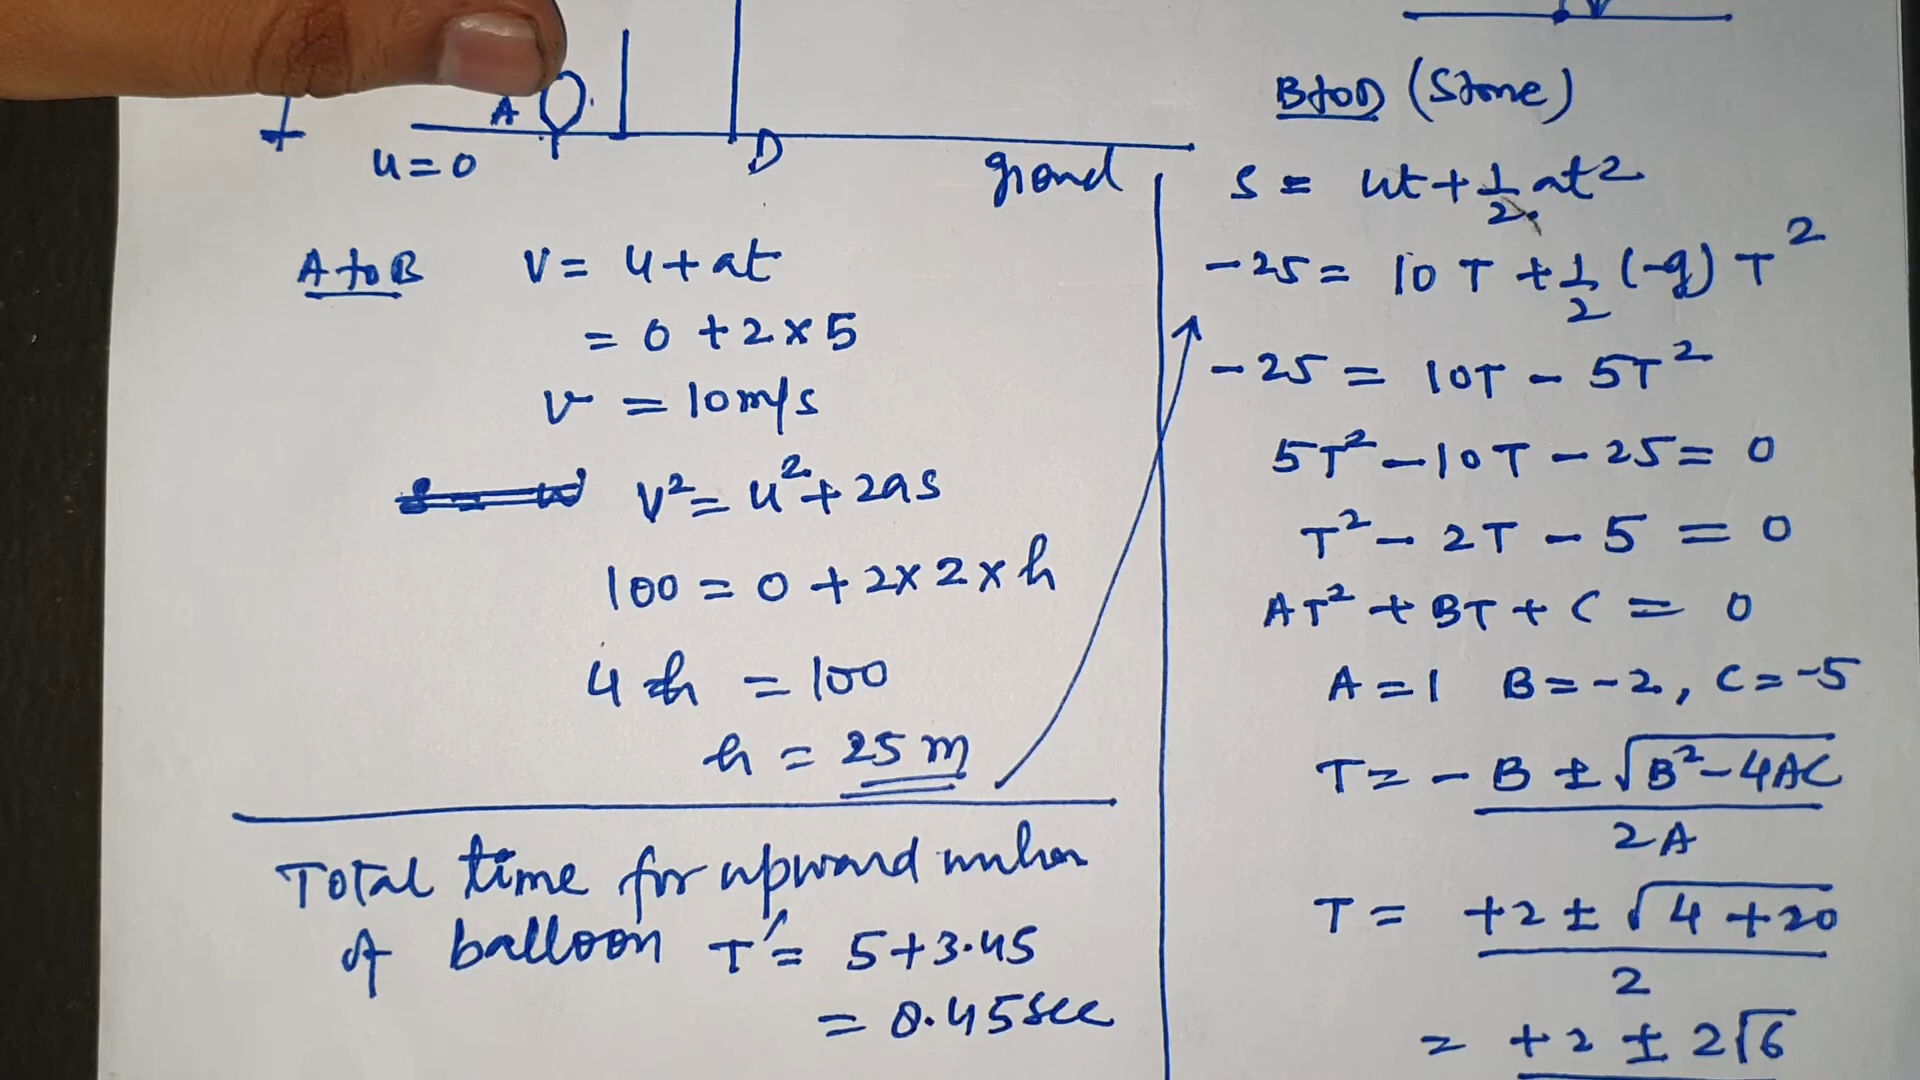 A
u=0
D
ground
A to B v = u+at
= 0 + 2 x 5
v = 10m/s
v² = u² + 2as
100 = 0 + 2x 2 x h
4 h = 100
h = 25 m
Total time for upward
of balloon T' = 5+3.45
= 8.45sec
B to D (Stone)
s = ut + 1/2 at²
-25 = 10 T + 1/2 (-g) T²
-25 = 10T - 5T²
5T² - 10T - 25 = 0
T² - 2T - 5 = 0
AT² + BT + C = 0
A = 1 B = -2, C = -5
T = - B ± √B²-4AC
2A
T = +2 ± √4 + 20
2
= +2 ± 2√6